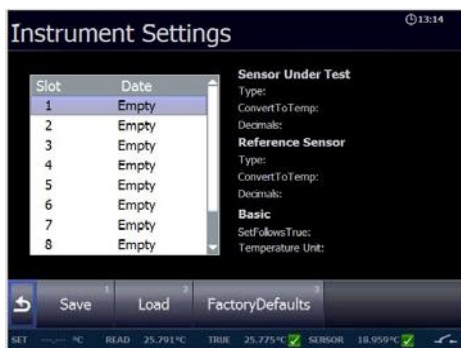 Instrument Settings
13:14
Slot Date
1 Empty
2 Empty
3 Empty
4 Empty
5 Empty
6 Empty
7 Empty
8 Empty
Sensor Under Test
Type:
ConvertToTemp:
Decimals:
Reference Sensor
Type:
ConvertToTemp:
Decimals:
Basic
SetFollowsTrue:
Temperature Unit:
1 2 3
Save Load FactoryDefaults
SET ---.--- °C READ 25.791°C TRUE 25.775°C SENSOR 18.959°C